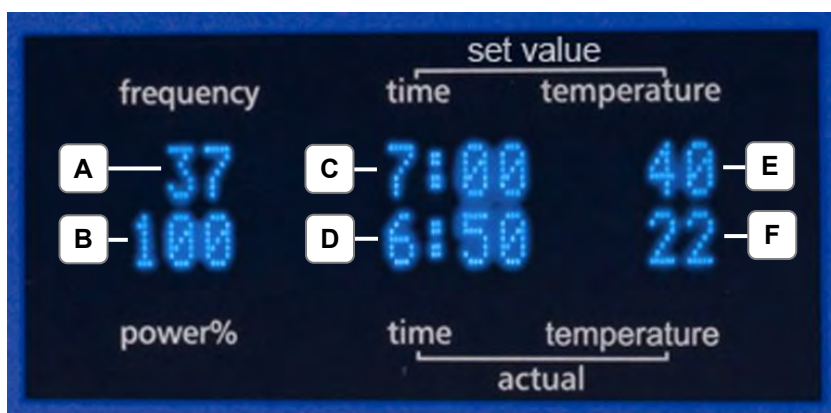 set value
frequency time temperature
A 37 C 7:00 40 E
B 100 D 6:50 22 F
power% time temperature
actual